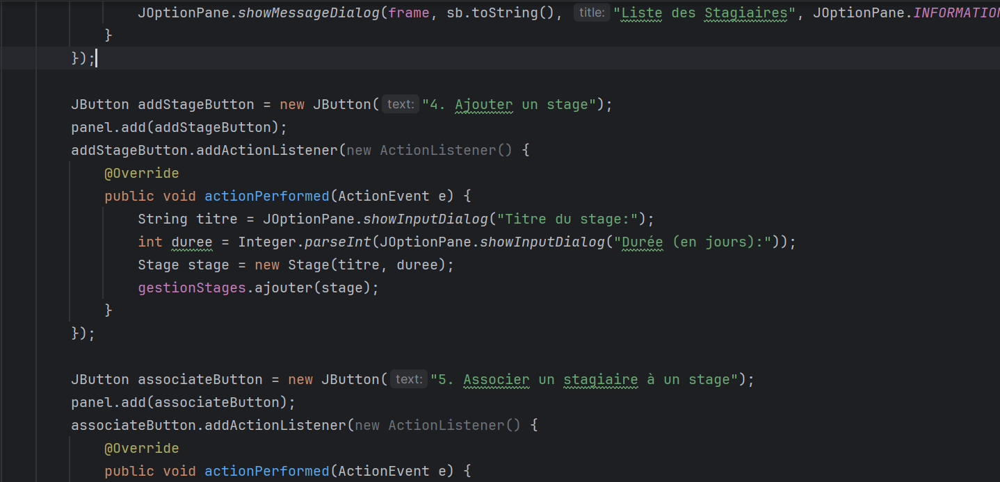 JOptionPane.showMessageDialog(frame, sb.toString(), title: "Liste des Stagiaires", JOptionPane.INFORMATION
}
});
JButton addStageButton = new JButton( text: "4. Ajouter un stage");
panel.add(addStageButton);
addStageButton.addActionListener(new ActionListener() {
@Override
public void actionPerformed(ActionEvent e) {
String titre = JOptionPane.showInputDialog("Titre du stage:");
int duree = Integer.parseInt(JOptionPane.showInputDialog("Durée (en jours):"));
Stage stage = new Stage(titre, duree);
gestionStages.ajouter(stage);
}
});
JButton associateButton = new JButton( text: "5. Associer un stagiaire à un stage");
panel.add(associateButton);
associateButton.addActionListener(new ActionListener() {
@Override
public void actionPerformed(ActionEvent e) {